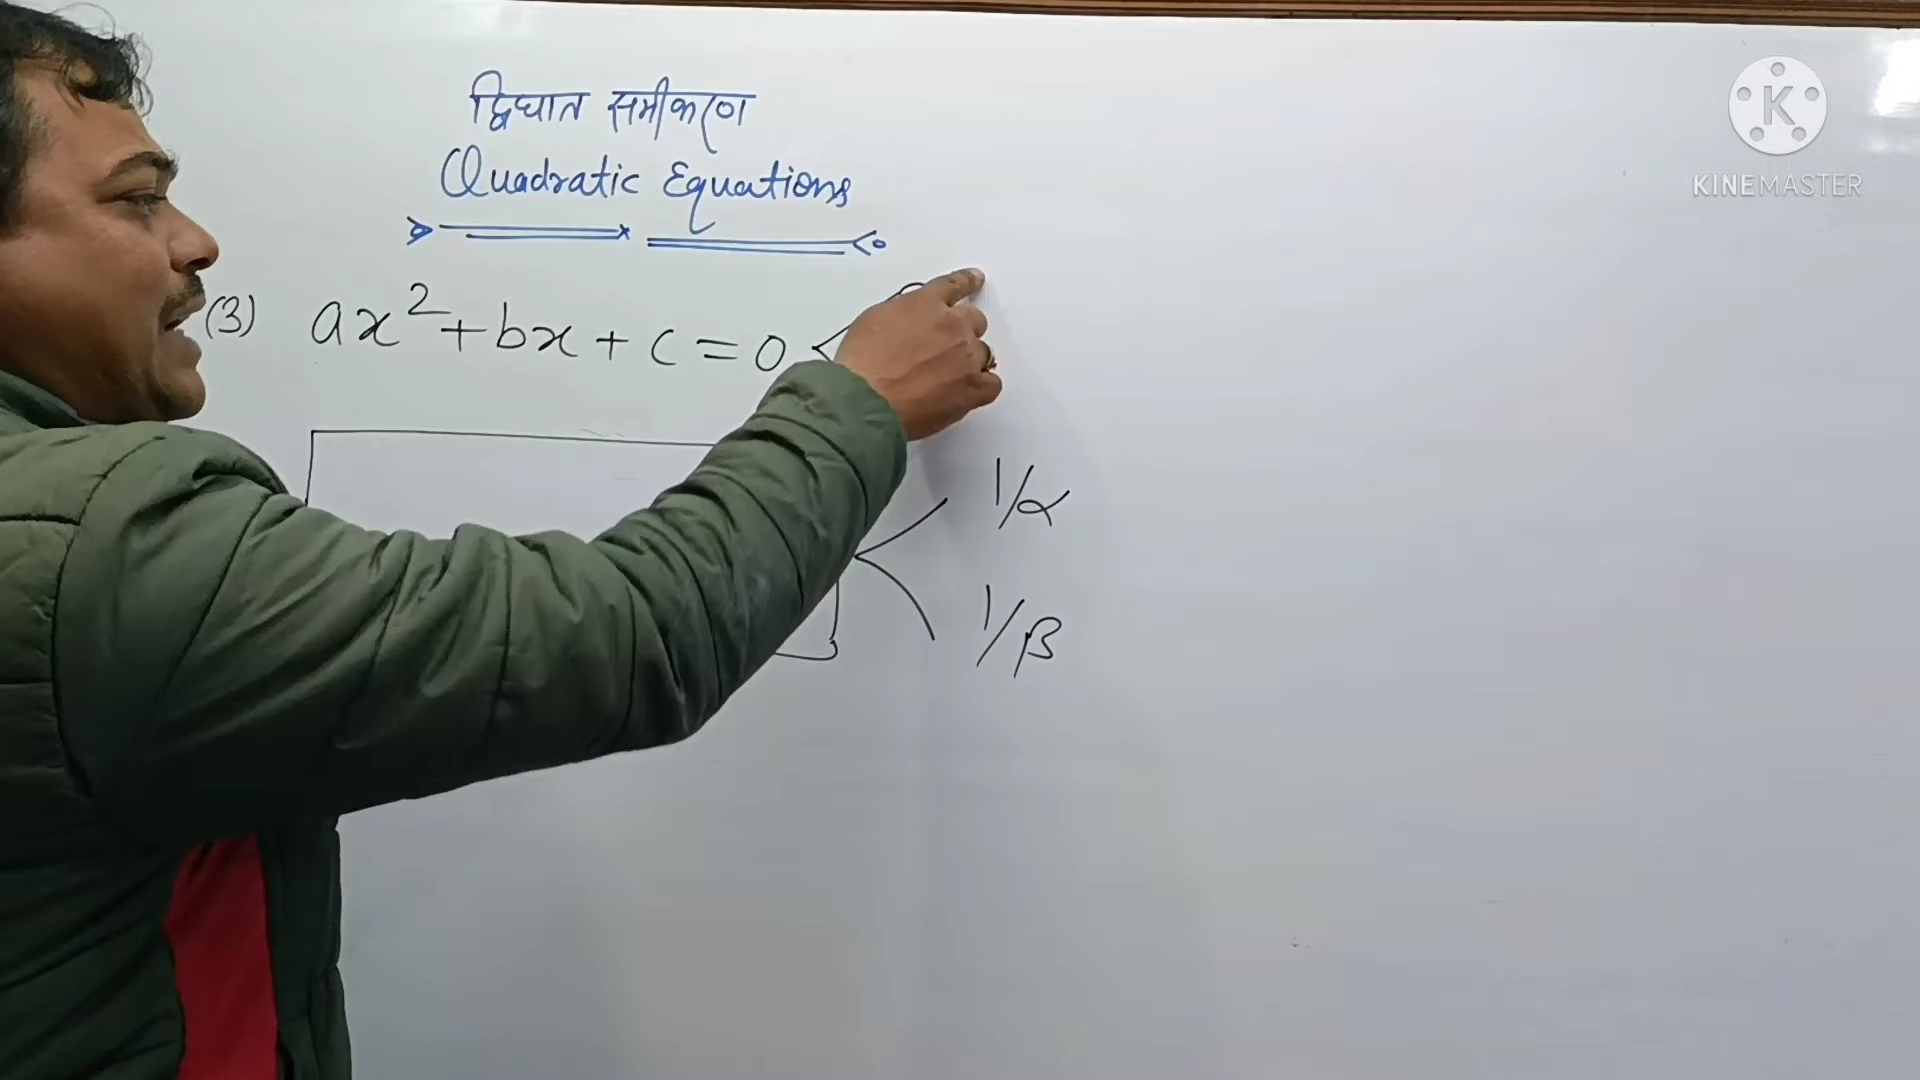 द्विघात समीकरण
Quadratic Equations
(3) ax² + bx + c = 0
1/α
1/β
KINEMASTER